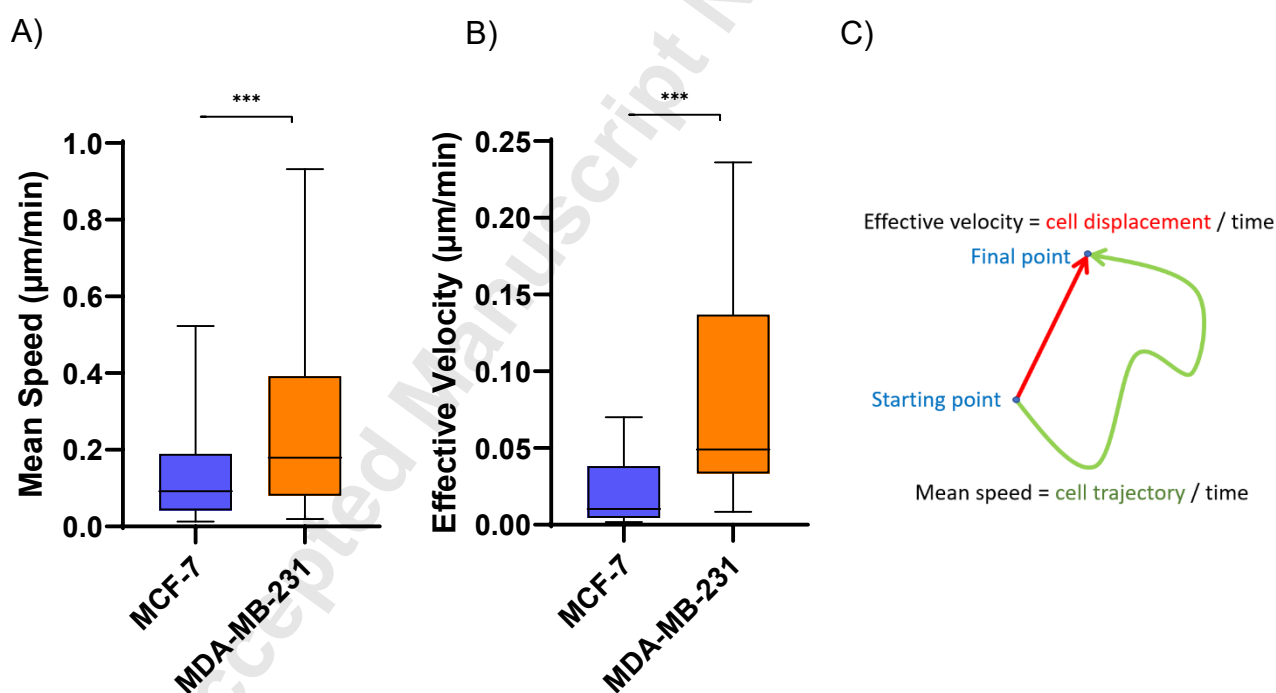 A)
***
Mean Speed (μm/min)
1.0
0.8
0.6
0.4
0.2
0.0
MCF-7
MDA-MB-231
B)
***
Effective Velocity (μm/min)
0.25
0.20
0.15
0.10
0.05
0.00
MCF-7
MDA-MB-231
C)
Effective velocity = cell displacement / time
Final point
Starting point
Mean speed = cell trajectory / time
ccepted Manuscript N